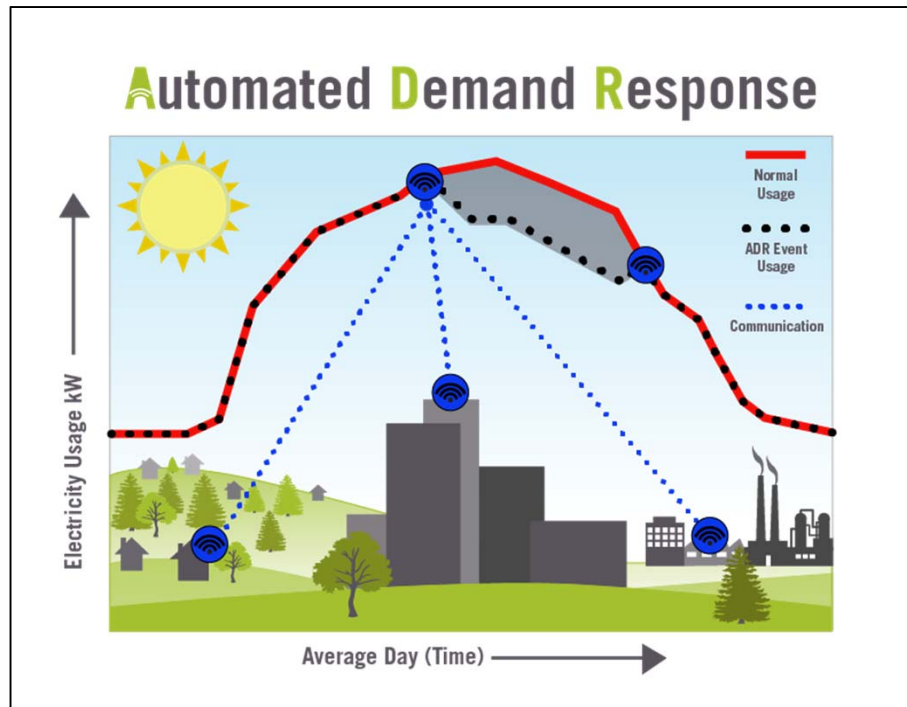 Automated Demand Response
Normal
Usage
ADR Event
Usage
Communication
Electricity Usage kW
Average Day (Time)